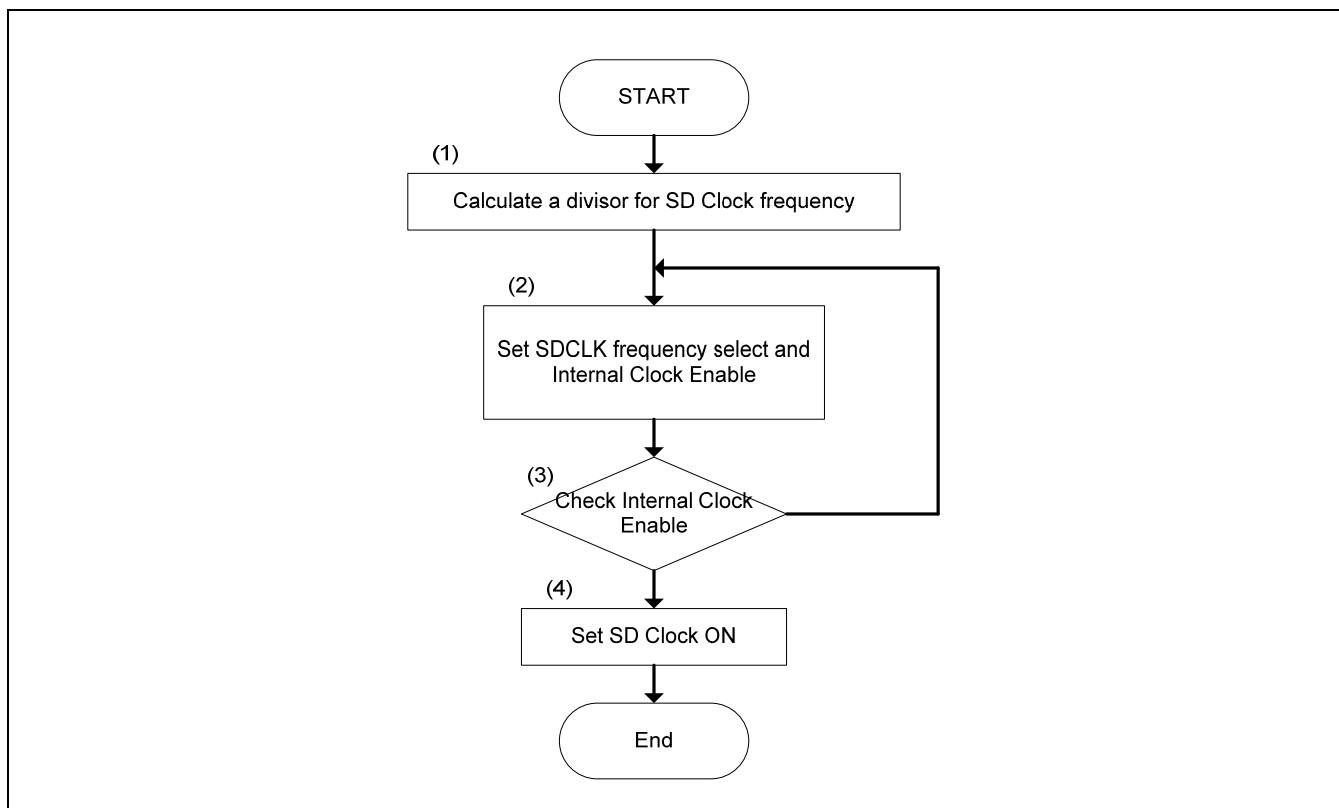 START
(1)
Calculate a divisor for SD Clock frequency
(2)
Set SDCLK frequency select and
Internal Clock Enable
(3)
Check Internal Clock
Enable
(4)
Set SD Clock ON
End